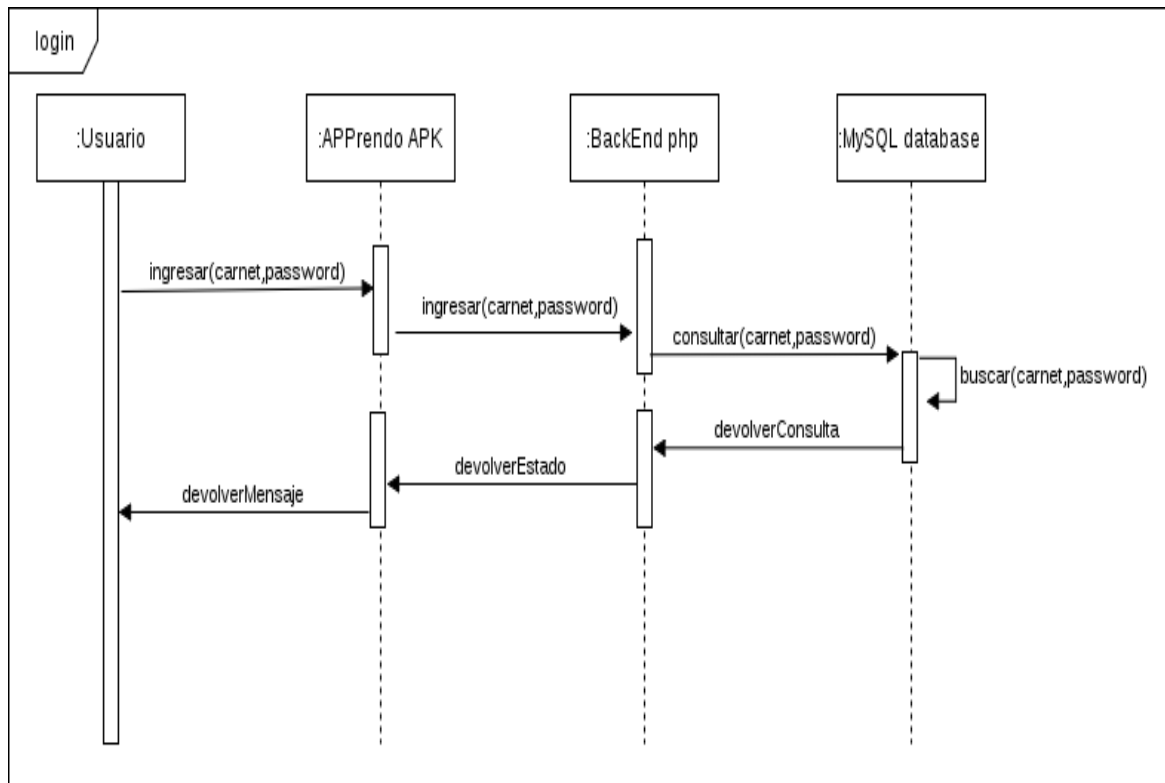 login
:Usuario
:APPrendo APK
:BackEnd php
:MySQL database
ingresar(carnet,password)
ingresar(carnet,password)
consultar(carnet,password)
buscar(carnet,password)
devolverConsulta
devolverEstado
devolverMensaje